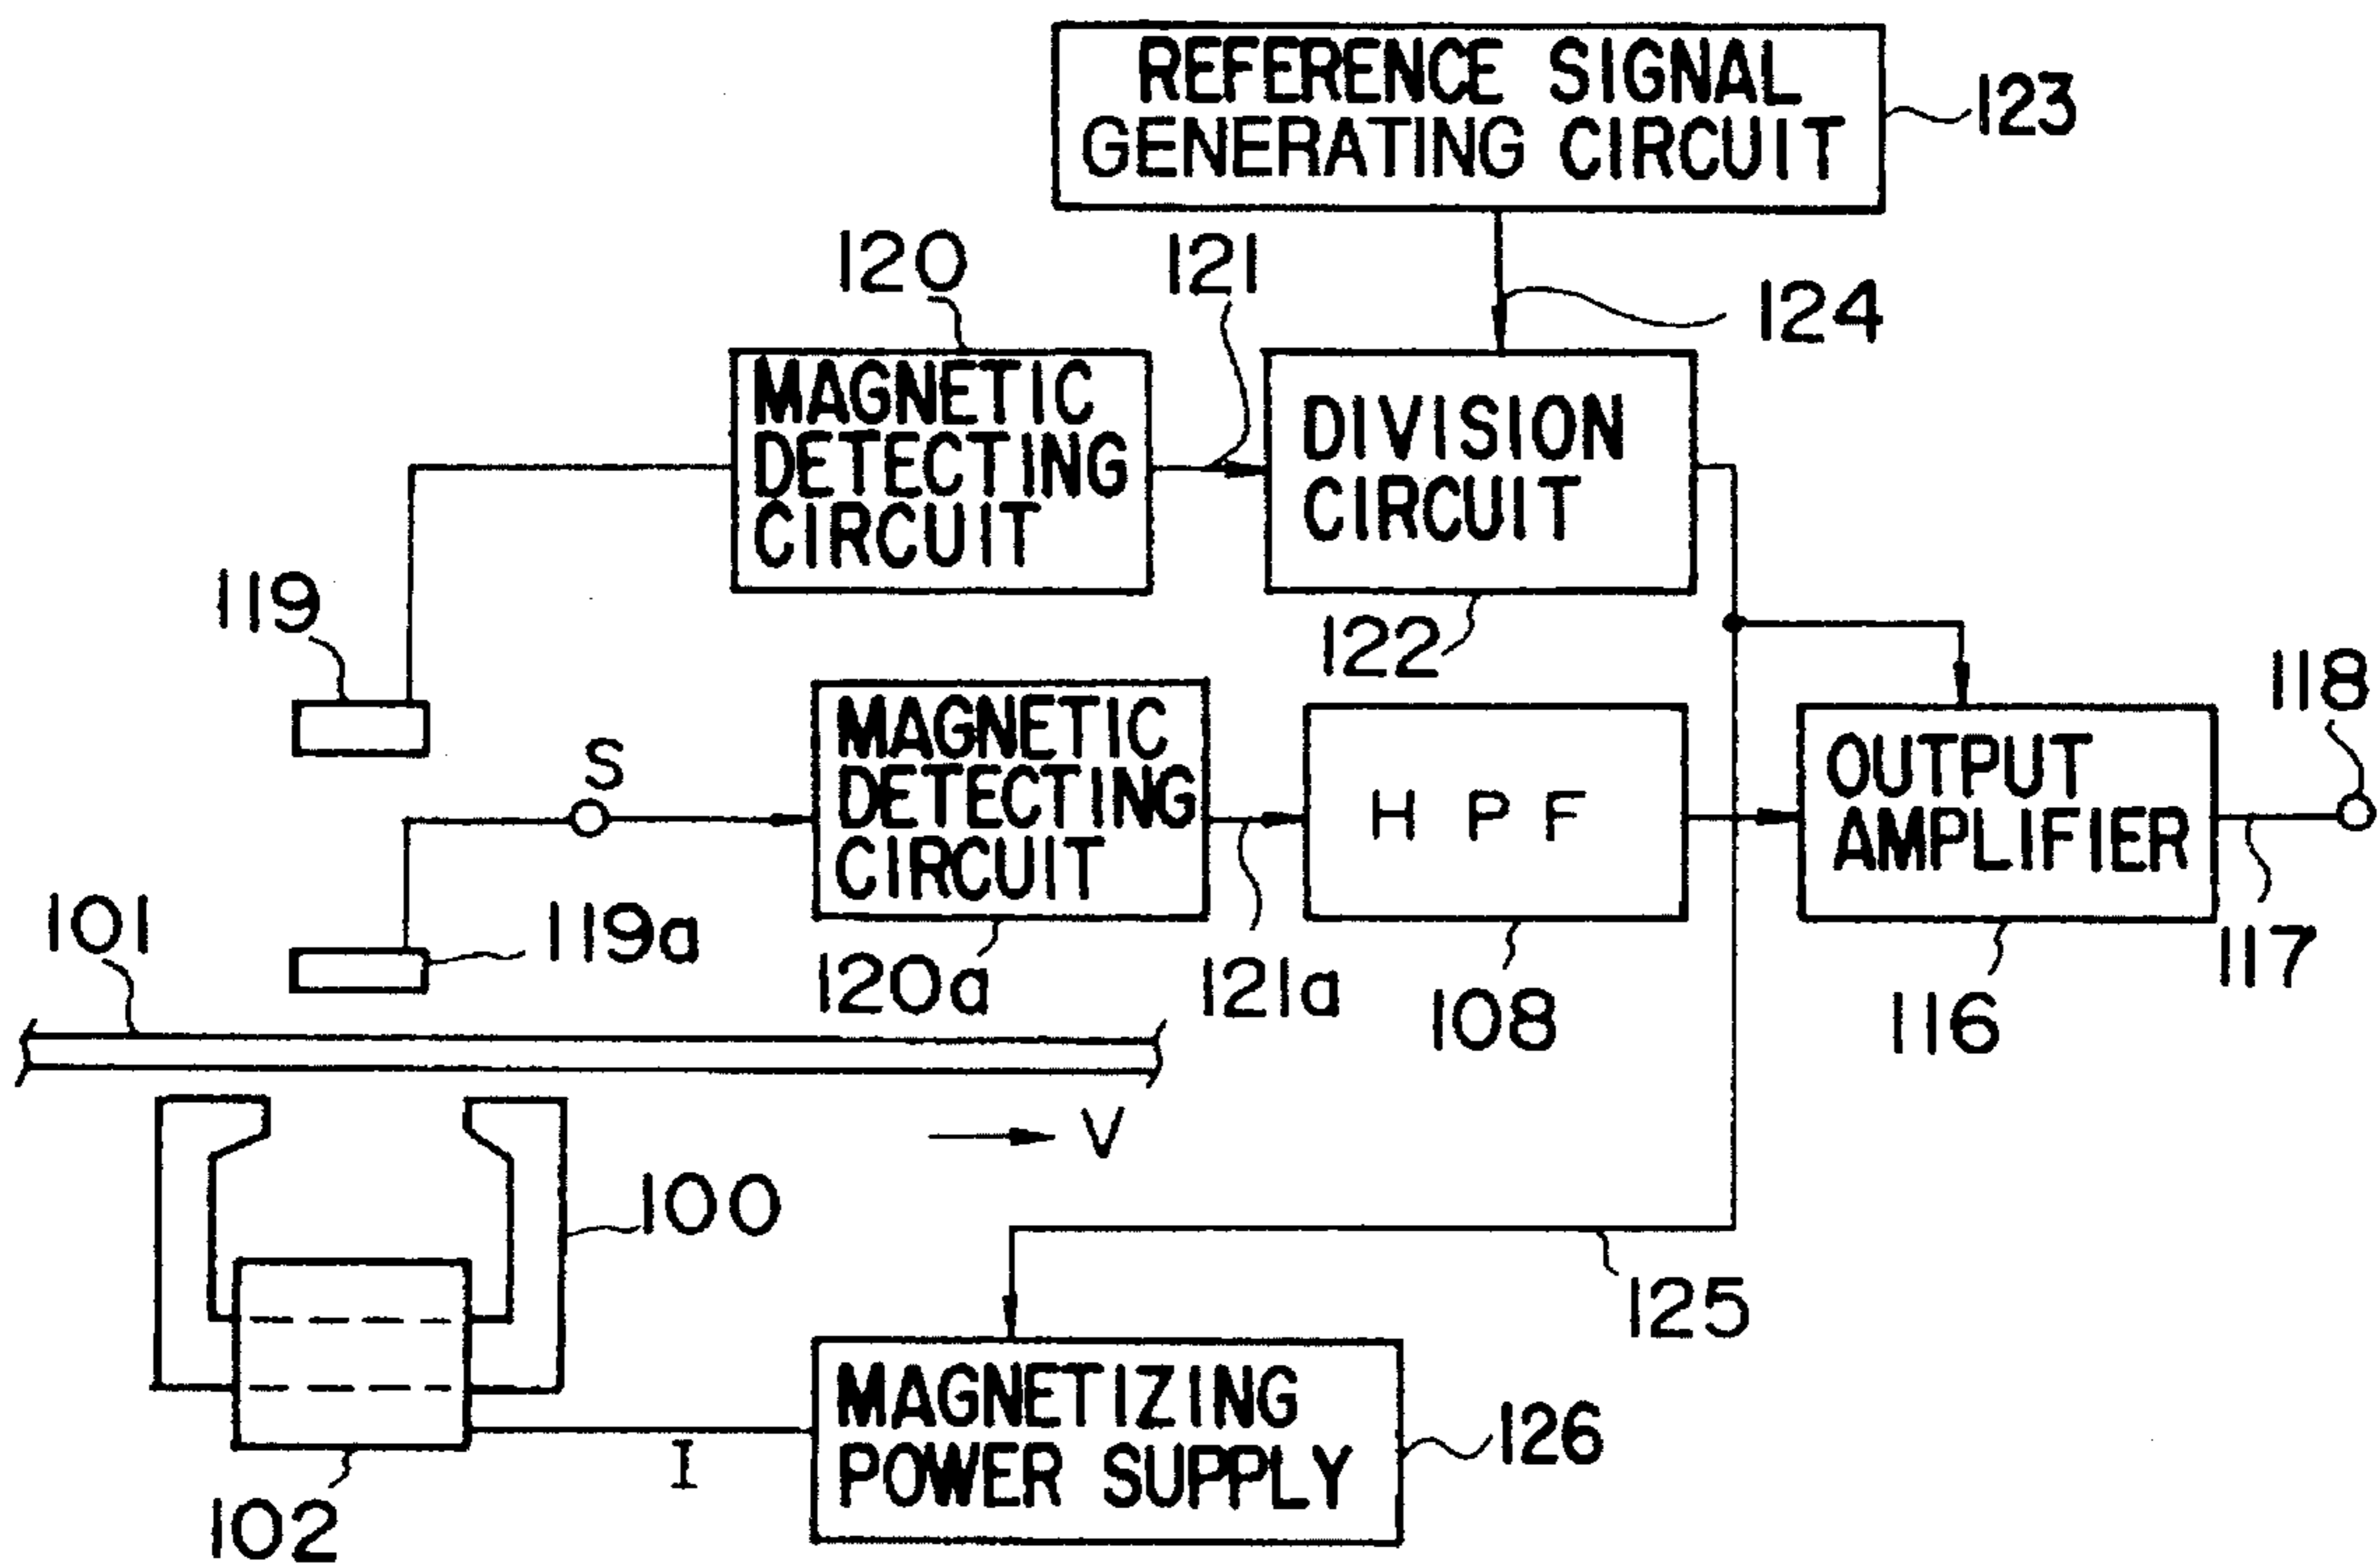 REFERENCE SIGNAL
GENERATING CIRCUIT
123
120
121
124
MAGNETIC
DETECTING
CIRCUIT
DIVISION
CIRCUIT
119
122
118
S
MAGNETIC
DETECTING
CIRCUIT
H P F
OUTPUT
AMPLIFIER
101
119a
120a
121a
108
116
117
V
100
125
MAGNETIZING
POWER SUPPLY
126
I
102